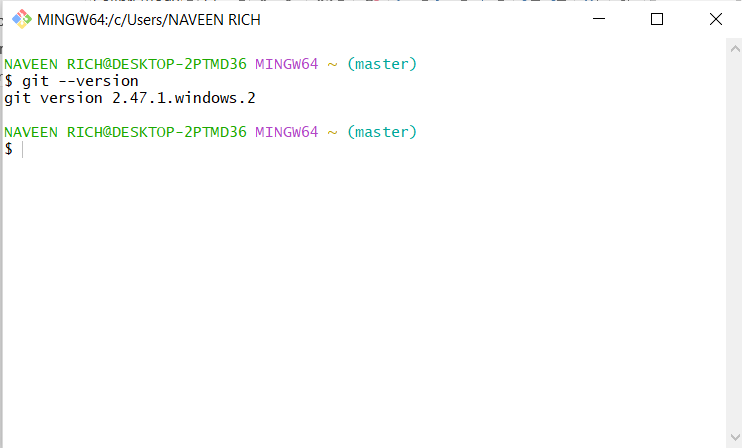 MINGW64:/c/Users/NAVEEN RICH
NAVEEN RICH@DESKTOP-2PTMD36 MINGW64 ~ (master)
$ git --version
git version 2.47.1.windows.2
NAVEEN RICH@DESKTOP-2PTMD36 MINGW64 ~ (master)
$